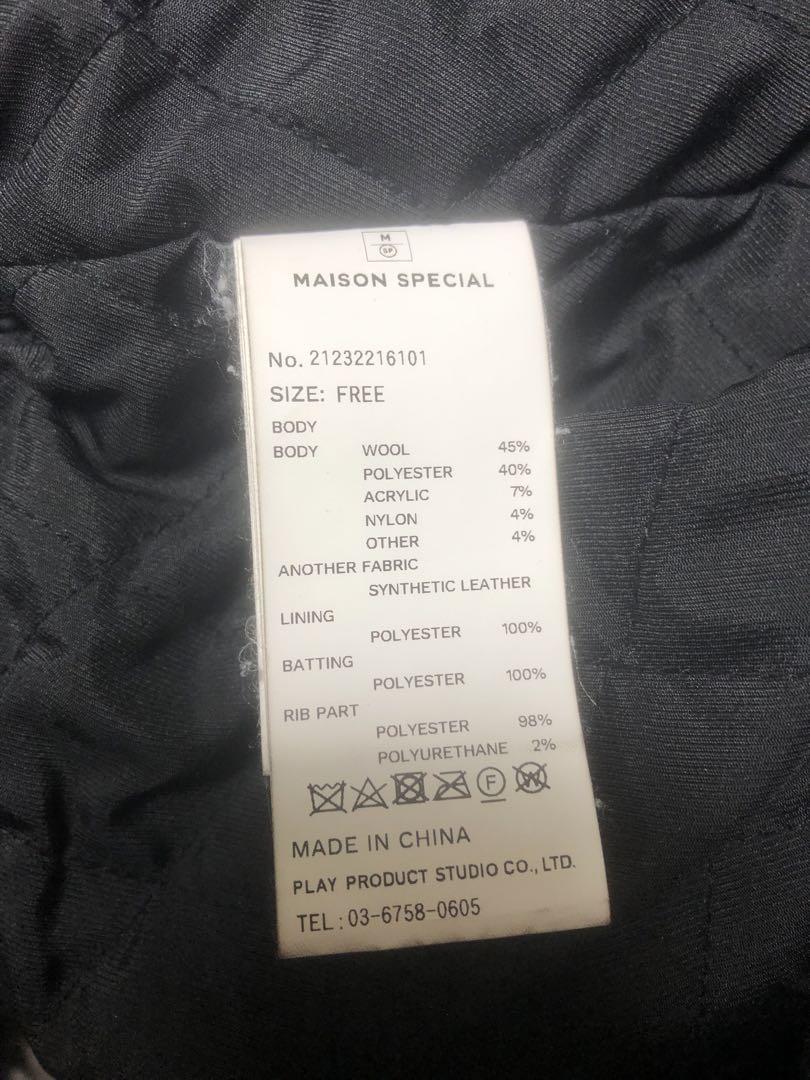 M
SP
MAISON SPECIAL
No. 21232216101
SIZE: FREE
BODY
BODY WOOL 45%
POLYESTER 40%
ACRYLIC 7%
NYLON 4%
OTHER 4%
ANOTHER FABRIC
SYNTHETIC LEATHER
LINING
POLYESTER 100%
BATTING
POLYESTER 100%
RIB PART
POLYESTER 98%
POLYURETHANE 2%
F W
MADE IN CHINA
PLAY PRODUCT STUDIO CO., LTD.
TEL : 03-6758-0605